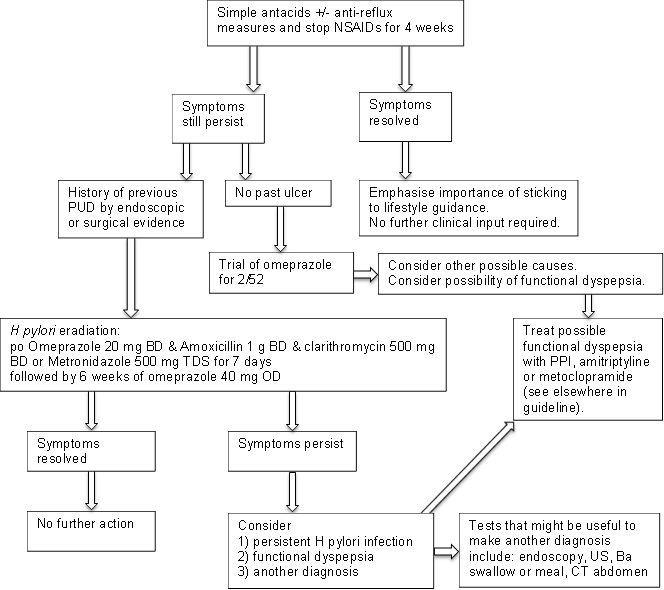 Simple antacids +/- anti-reflux
measures and stop NSAIDs for 4 weeks
Symptoms
still persist
Symptoms
resolved
History of previous
PUD by endoscopic
or surgical evidence
No past ulcer
Emphasise importance of sticking
to lifestyle guidance.
No further clinical input required.
Trial of omeprazole
for 2/52
Consider other possible causes.
Consider possibility of functional dyspepsia.
H pylori eradiation:
po Omeprazole 20 mg BD & Amoxicillin 1 g BD & clarithromycin 500 mg
BD or Metronidazole 500 mg TDS for 7 days
followed by 6 weeks of omeprazole 40 mg OD
Treat possible
functional dyspepsia
with PPI, amitriptyline
or metoclopramide
(see elsewhere in
guideline).
Symptoms
resolved
Symptoms persist
No further action
Consider
1) persistent H pylori infection
2) functional dyspepsia
3) another diagnosis
Tests that might be useful to
make another diagnosis
include: endoscopy, US, Ba
swallow or meal, CT abdomen